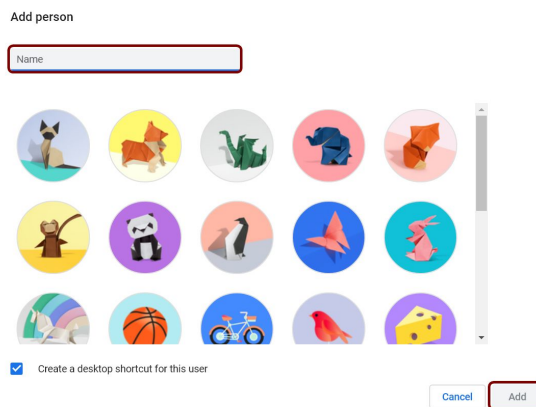 Add person
Name
Create a desktop shortcut for this user
Cancel
Add